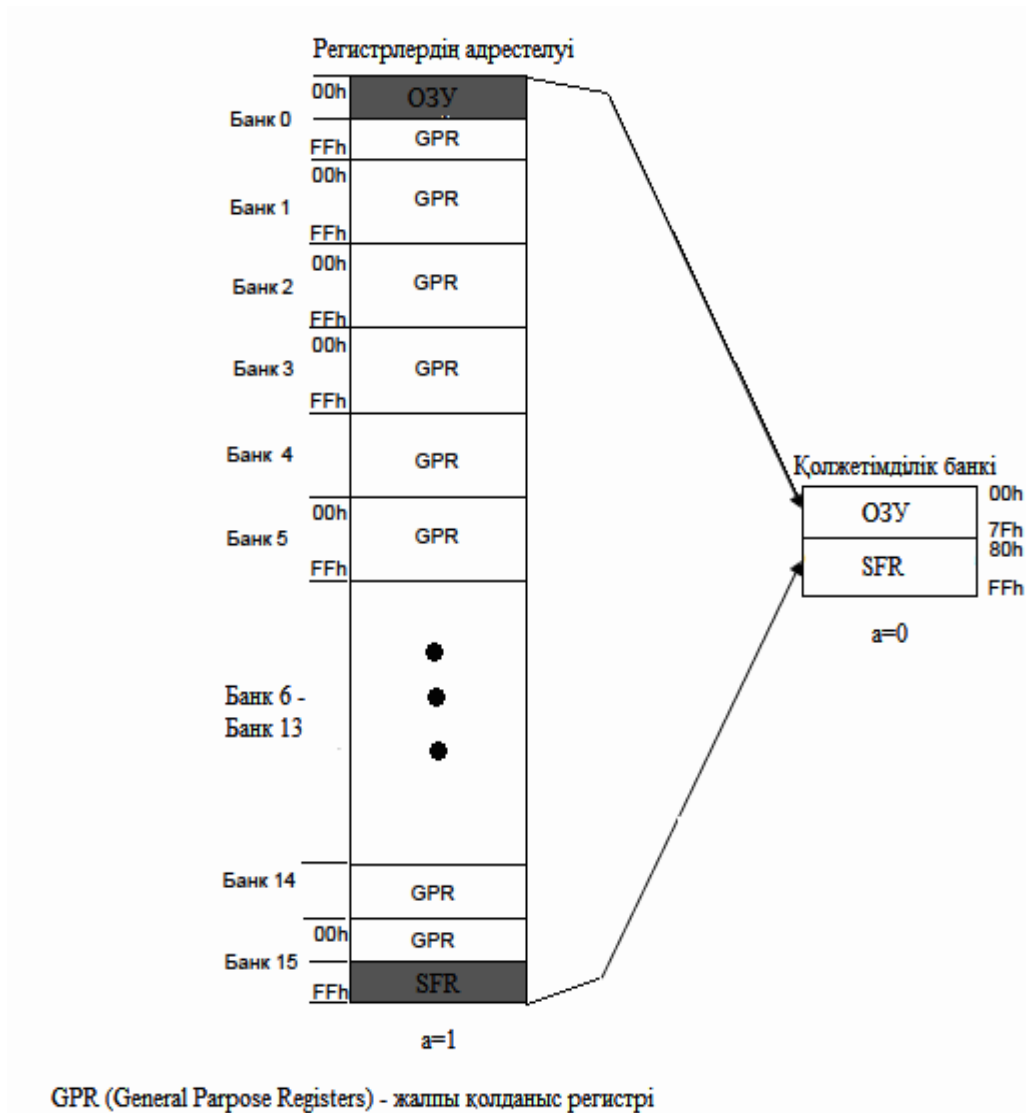 Регистрлердің адрестелуі
00h
ОЗУ
Банк 0
GPR
FFh
00h
Банк 1
GPR
FFh
00h
Банк 2
GPR
FFh
00h
Банк 3
GPR
FFh
Банк 4
GPR
00h
Банк 5
GPR
FFh
Банк 6 -
Банк 13
Банк 14
GPR
00h
GPR
Банк 15
SFR
FFh
a=1
Қолжетімділік банкі
00h
ОЗУ
7Fh
80h
SFR
FFh
a=0
GPR (General Parpose Registers) - жалпы қолданыс регистрі